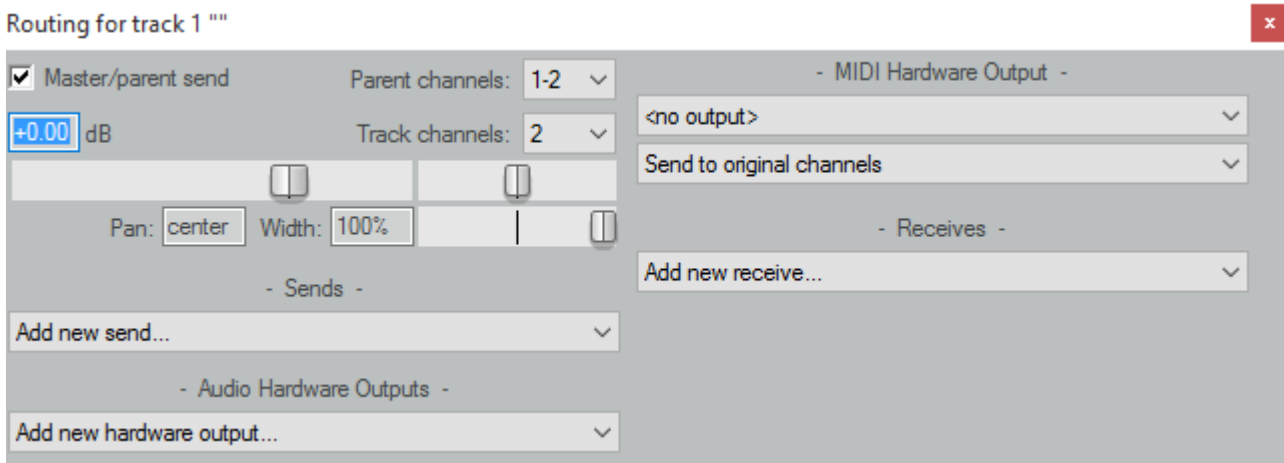 Routing for track 1 ""
x
Master/parent send
Parent channels: 1-2
+0.00 dB
Track channels: 2
Pan: center Width: 100%
- Sends -
Add new send...
- Audio Hardware Outputs -
Add new hardware output...
- MIDI Hardware Output -
<no output>
Send to original channels
- Receives -
Add new receive...